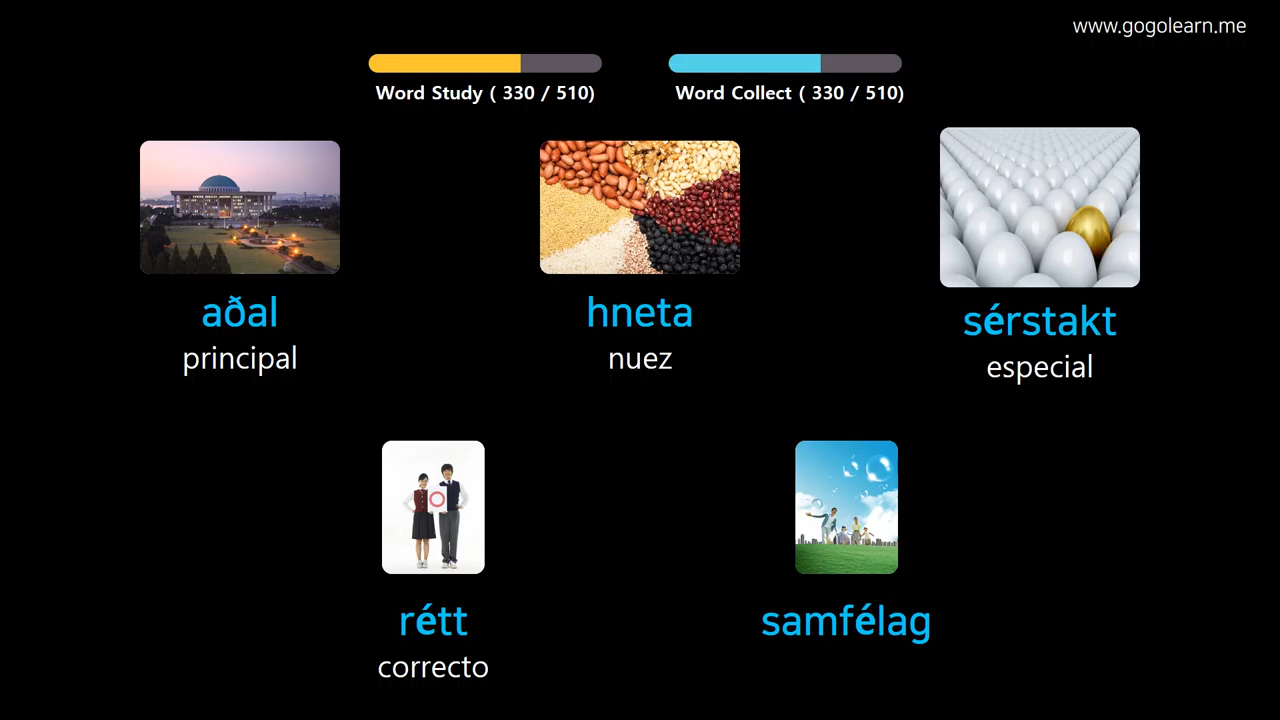 www.gogolearn.me
Word Study ( 330 / 510)
Word Collect ( 330 / 510)
aðal
principal
hneta
nuez
sérstakt
especial
rétt
correcto
samfélag